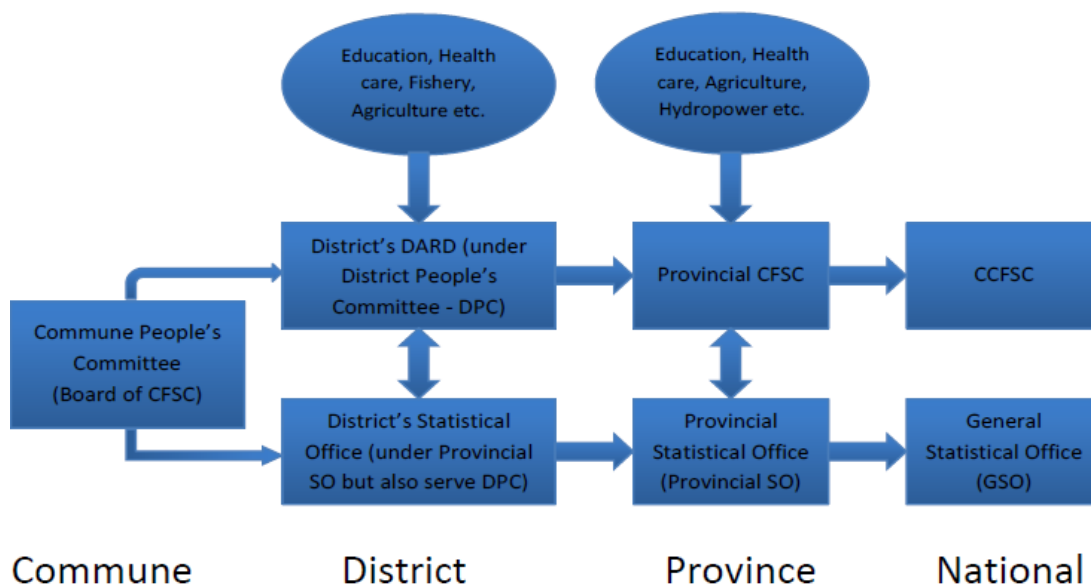 Education, Health
care, Fishery,
Agriculture etc.
Education, Health
care, Agriculture,
Hydropower etc.
District’s DARD (under
District People’s
Committee - DPC)
Provincial CFSC
CCFSC
Commune People’s
Committee
(Board of CFSC)
District’s Statistical
Office (under Provincial
SO but also serve DPC)
Provincial
Statistical Office
(Provincial SO)
General
Statistical Office
(GSO)
Commune
District
Province
National